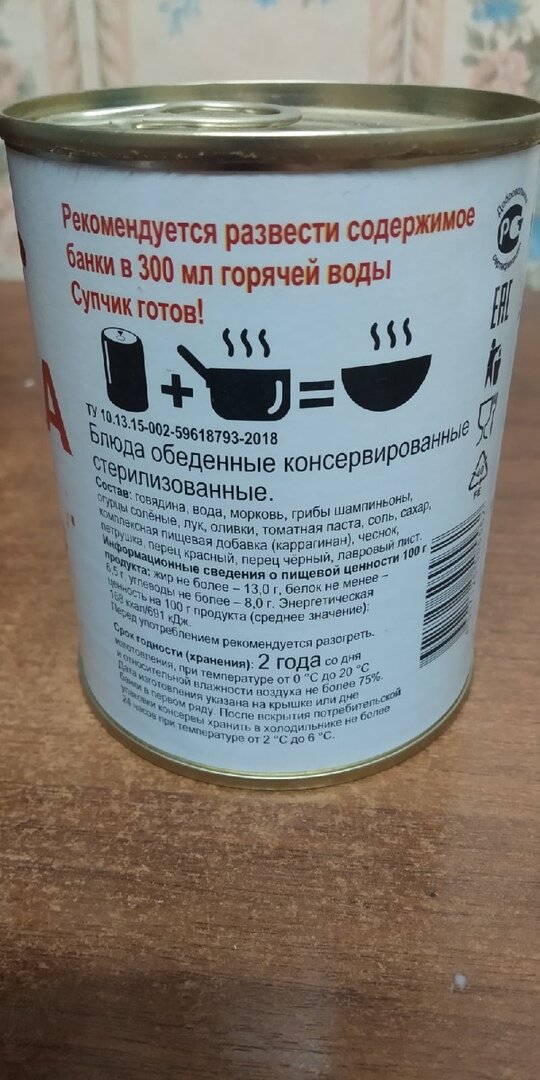 Рекомендуется развести содержимое
банки в 300 мл горячей воды
Супчик готов!
ТУ 10.13.15-002-59618793-2018
Блюда обеденные консервированные
стерилизованные.
Состав: говядина, вода, морковь, грибы шампиньоны,
огурцы солёные, лук, оливки, томатная паста, соль, сахар,
комплексная пищевая добавка (каррагинан), чеснок,
петрушка, перец красный, перец чёрный, лавровый лист.
Информационные сведения о пищевой ценности 100 г
продукта: жир не более – 13,0 г, белок не менее –
6,5 г, углеводы не более – 8,0 г. Энергетическая
ценность на 100 г продукта (среднее значение):
168 ккал/691 кДж.
Перед употреблением рекомендуется разогреть.
Срок годности (хранения): 2 года со дня
изготовления, при температуре от 0 °C до 20 °C
и относительной влажности воздуха не более 75%.
Дата изготовления указана на крышке или дне
банки в первом ряду. После вскрытия потребительской
упаковки консервы хранить в холодильнике не более
24 часов при температуре от 2 °C до 6 °C.
А
РСТ
EAC
40
FE